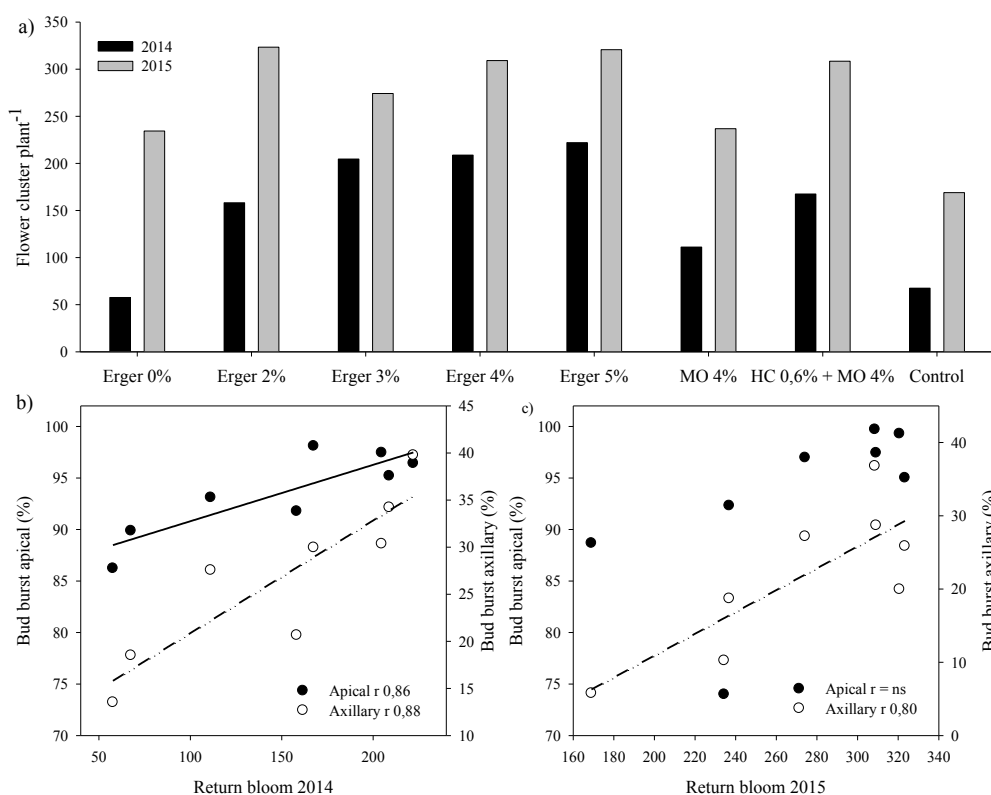 a)
350
300
250
200
150
100
50
0
Flower cluster plant-1
2014
2015
Erger 0% Erger 2% Erger 3% Erger 4% Erger 5% MO 4% HC 0,6% + MO 4% Control
b)
100
95
90
85
80
75
70
Bud burst apical (%)
45
40
35
30
25
20
15
10
Bud burst axillary (%)
Apical r 0,86
Axillary r 0,88
50 100 150 200
Return bloom 2014
c)
100
95
90
85
80
75
70
Bud burst apical (%)
40
30
20
10
0
Bud burst axillary (%)
Apical r = ns
Axillary r 0,80
160 180 200 220 240 260 280 300 320 340
Return bloom 2015